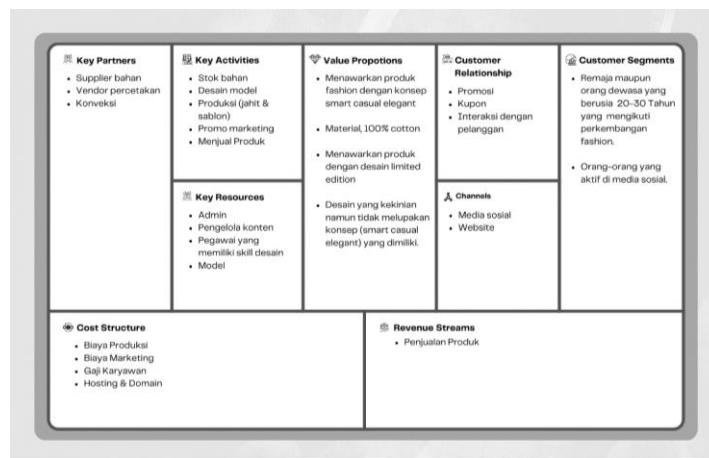 Key Partners
• Supplier bahan
• Vendor percetakan
• Konveksi
Key Activities
• Stok bahan
• Desain model
• Produksi (jahit &
sablon)
• Promo marketing
• Menjual Produk
Key Resources
• Admin
• Pengelola konten
• Pegawai yang
memiliki skill desain
• Model
Value Propotions
• Menawarkan produk
fashion dengan konsep
smart casual elegant
• Material, 100% cotton
• Menawarkan produk
dengan desain limited
edition
• Desain yang kekinian
namun tidak melupakan
konsep (smart casual
elegant) yang dimiliki.
Customer
Relationship
• Promosi
• Kupon
• Interaksi dengan
pelanggan
Channels
• Media sosial
• Website
Customer Segments
• Remaja maupun
orang dewasa yang
berusia 20-30 Tahun
yang mengikuti
perkembangan
fashion.
• Orang-orang yang
aktif di media sosial.
Cost Structure
• Biaya Produksi
• Biaya Marketing
• Gaji Karyawan
• Hosting & Domain
Revenue Streams
• Penjualan Produk